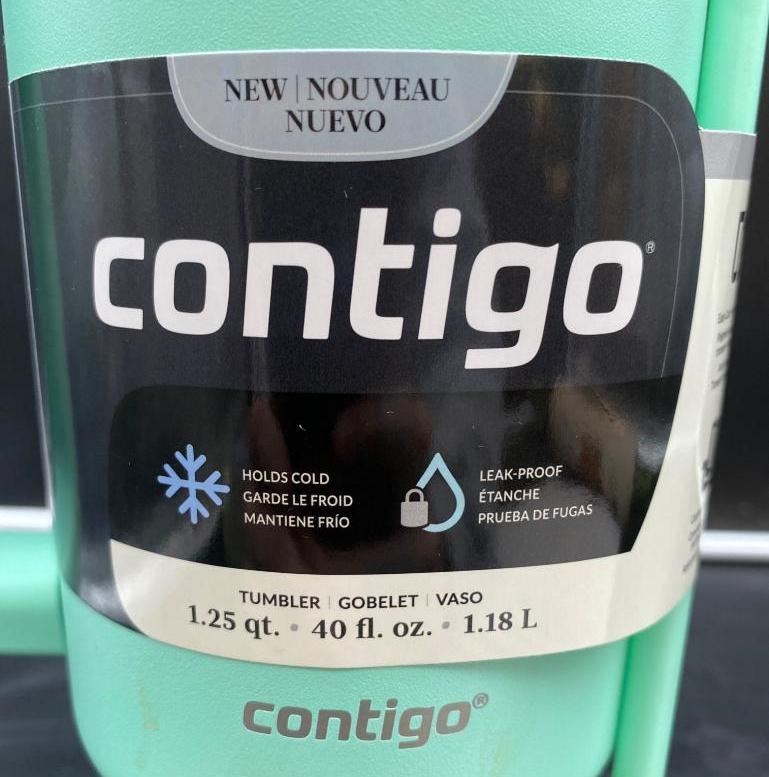 NEW | NOUVEAU
NUEVO
contigo®
HOLDS COLD
GARDE LE FROID
MANTIENE FRÍO
LEAK-PROOF
ÉTANCHE
PRUEBA DE FUGAS
TUMBLER | GOBELET | VASO
1.25 qt. • 40 fl. oz. • 1.18 L
contigo®